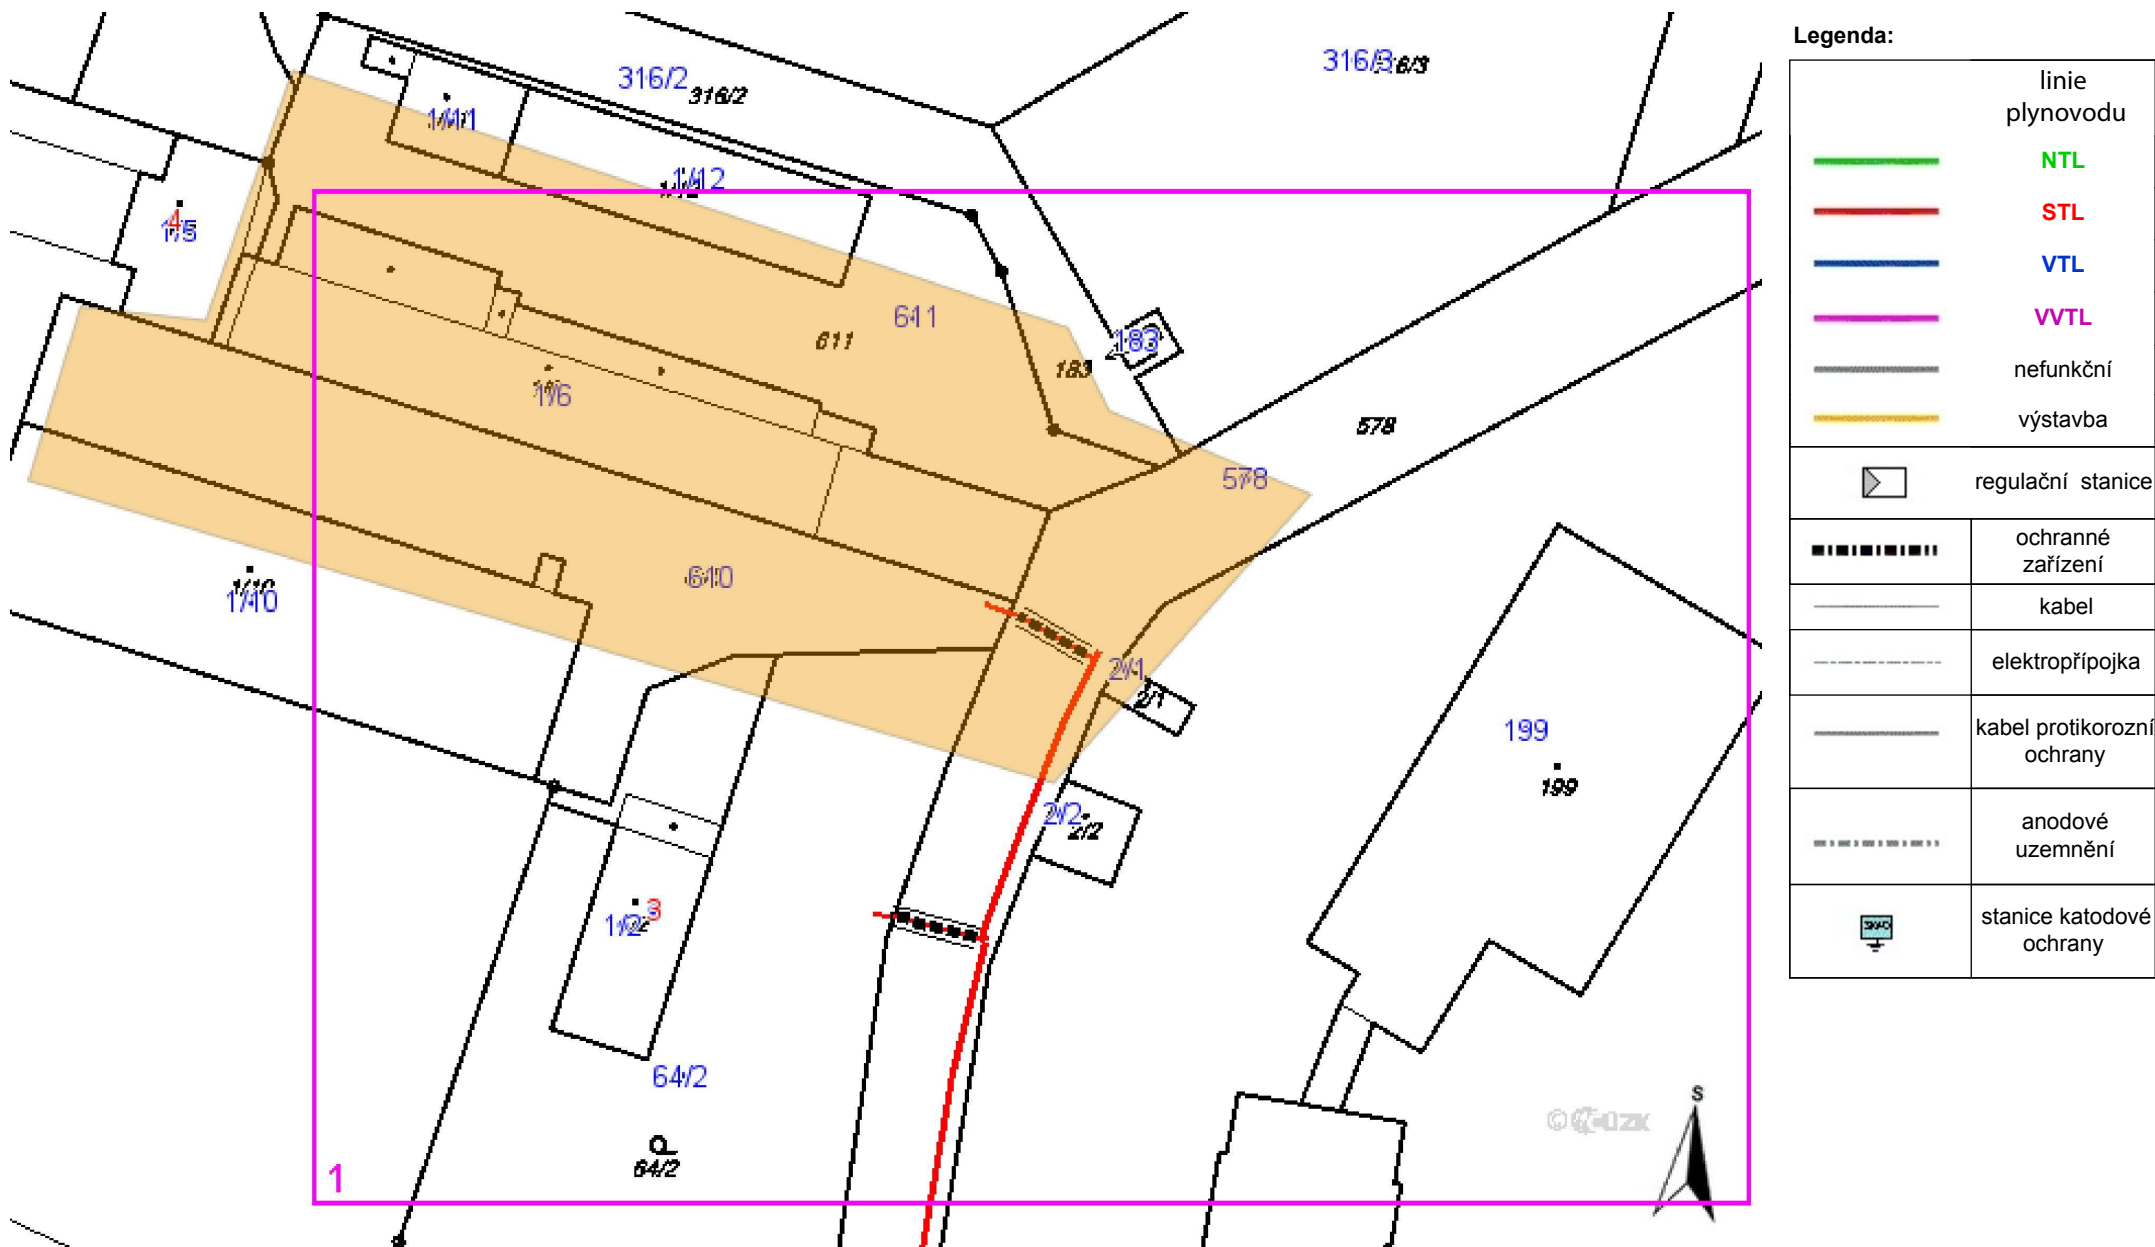 316/2
316/2
316/3
1/11
1/12
4
1/5
611
611
183
183
1/6
578
578
610
1/10
1/10
2/1
2/1
199
199
2/2
2/2
3
1/2
64/2
P
64/2
1
S
Legenda:
linie
plynovodu
NTL
STL
VTL
VVTL
nefunkční
výstavba
regulační stanice
ochranné
zařízení
kabel
elektropřípojka
kabel protikorozní
ochrany
anodové
uzemnění
stanice katodové
ochrany